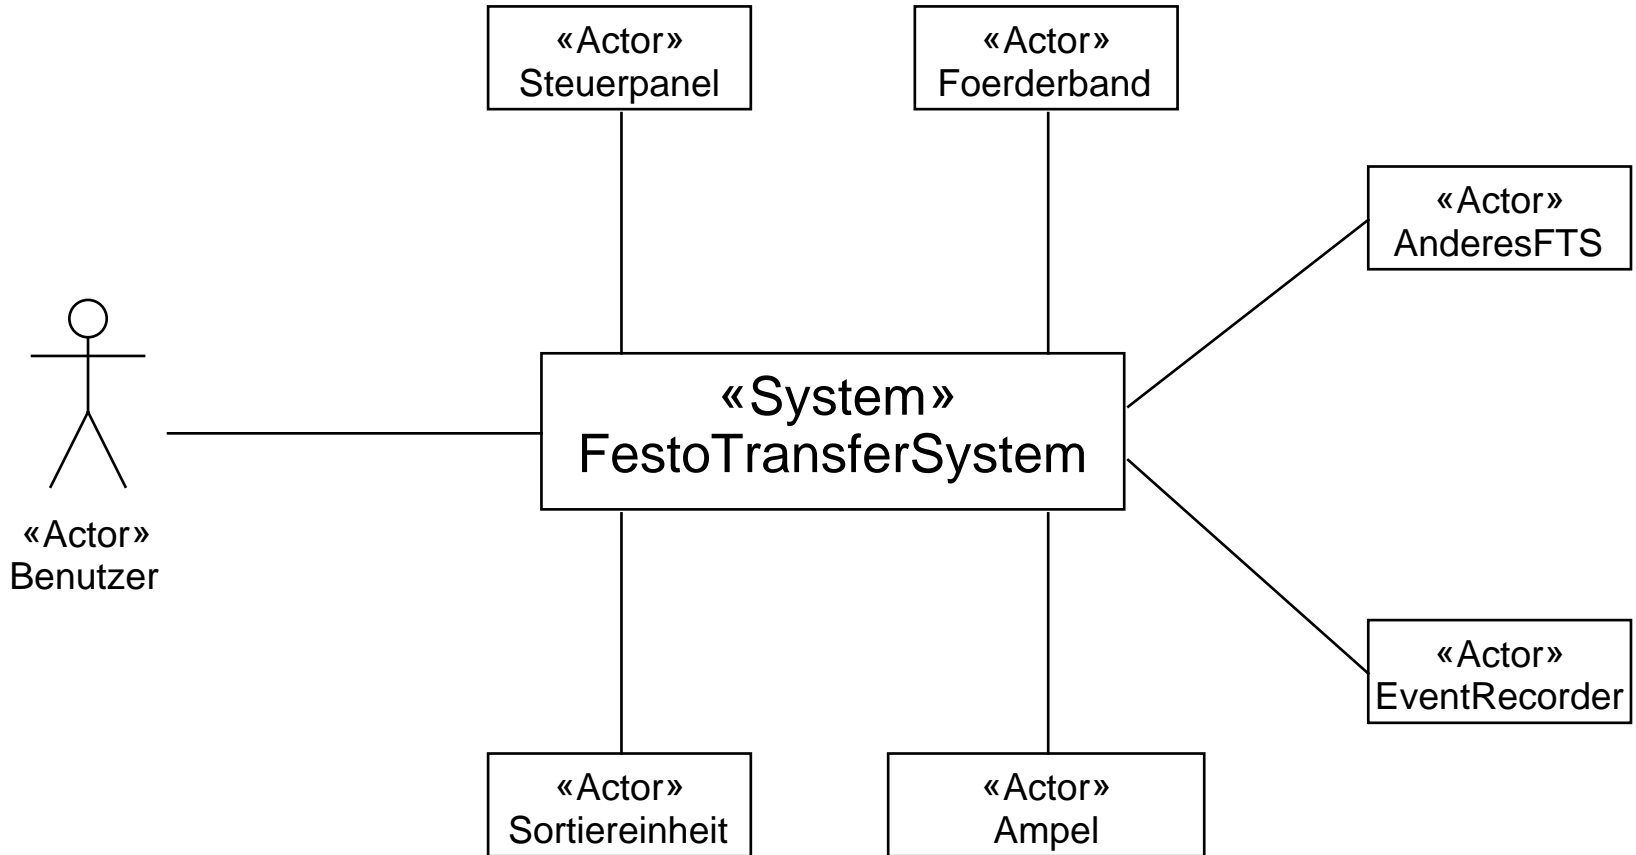 «Actor»
Steuerpanel
«Actor»
Foerderband
«Actor»
AnderesFTS
«System»
FestoTransferSystem
«Actor»
Benutzer
«Actor»
EventRecorder
«Actor»
Sortiereinheit
«Actor»
Ampel